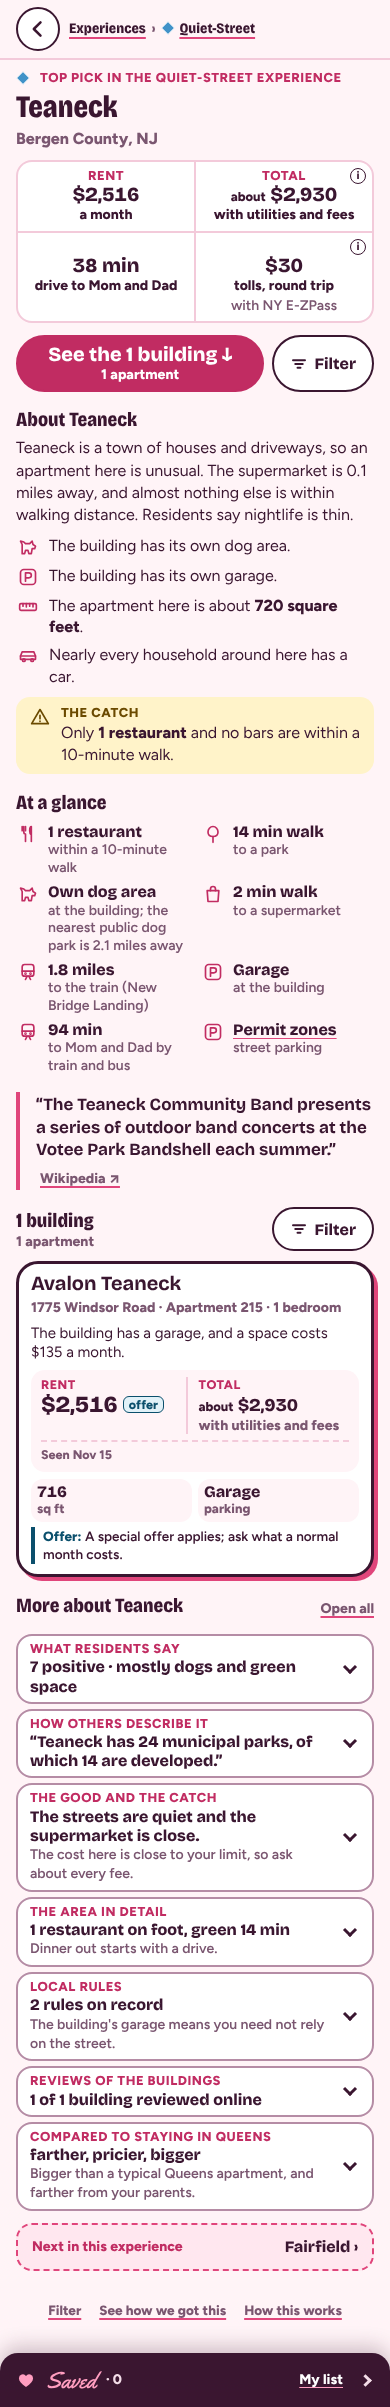 Experiences › Quiet-Street
TOP PICK IN THE QUIET-STREET EXPERIENCE
Teaneck
Bergen County, NJ
RENT
$2,516
a month
TOTAL
about $2,930
with utilities and fees
38 min
drive to Mom and Dad
$30
tolls, round trip
with NY E-ZPass
See the 1 building ↓
1 apartment
Filter
About Teaneck
Teaneck is a town of houses and driveways, so an
apartment here is unusual. The supermarket is 0.1
miles away, and almost nothing else is within
walking distance. Residents say nightlife is thin.
The building has its own dog area.
The building has its own garage.
The apartment here is about 720 square
feet.
Nearly every household around here has a
car.
THE CATCH
Only 1 restaurant and no bars are within a
10-minute walk.
At a glance
1 restaurant
within a 10-minute
walk
14 min walk
to a park
Own dog area
at the building; the
nearest public dog
park is 2.1 miles away
2 min walk
to a supermarket
1.8 miles
to the train (New
Bridge Landing)
Garage
at the building
94 min
to Mom and Dad by
train and bus
Permit zones
street parking
“The Teaneck Community Band presents
a series of outdoor band concerts at the
Votee Park Bandshell each summer.”
Wikipedia ↗
1 building
1 apartment
Filter
Avalon Teaneck
1775 Windsor Road · Apartment 215 · 1 bedroom
The building has a garage, and a space costs
$135 a month.
RENT
$2,516 offer
TOTAL
about $2,930
with utilities and fees
Seen Nov 15
716
sq ft
Garage
parking
Offer: A special offer applies; ask what a normal
month costs.
More about Teaneck
Open all
WHAT RESIDENTS SAY
7 positive · mostly dogs and green
space
HOW OTHERS DESCRIBE IT
“Teaneck has 24 municipal parks, of
which 14 are developed.”
THE GOOD AND THE CATCH
The streets are quiet and the
supermarket is close.
The cost here is close to your limit, so ask
about every fee.
THE AREA IN DETAIL
1 restaurant on foot, green 14 min
Dinner out starts with a drive.
LOCAL RULES
2 rules on record
The building's garage means you need not rely
on the street.
REVIEWS OF THE BUILDINGS
1 of 1 building reviewed online
COMPARED TO STAYING IN QUEENS
farther, pricier, bigger
Bigger than a typical Queens apartment, and
farther from your parents.
Next in this experience
Fairfield ›
Filter
See how we got this
How this works
Saved · 0
My list